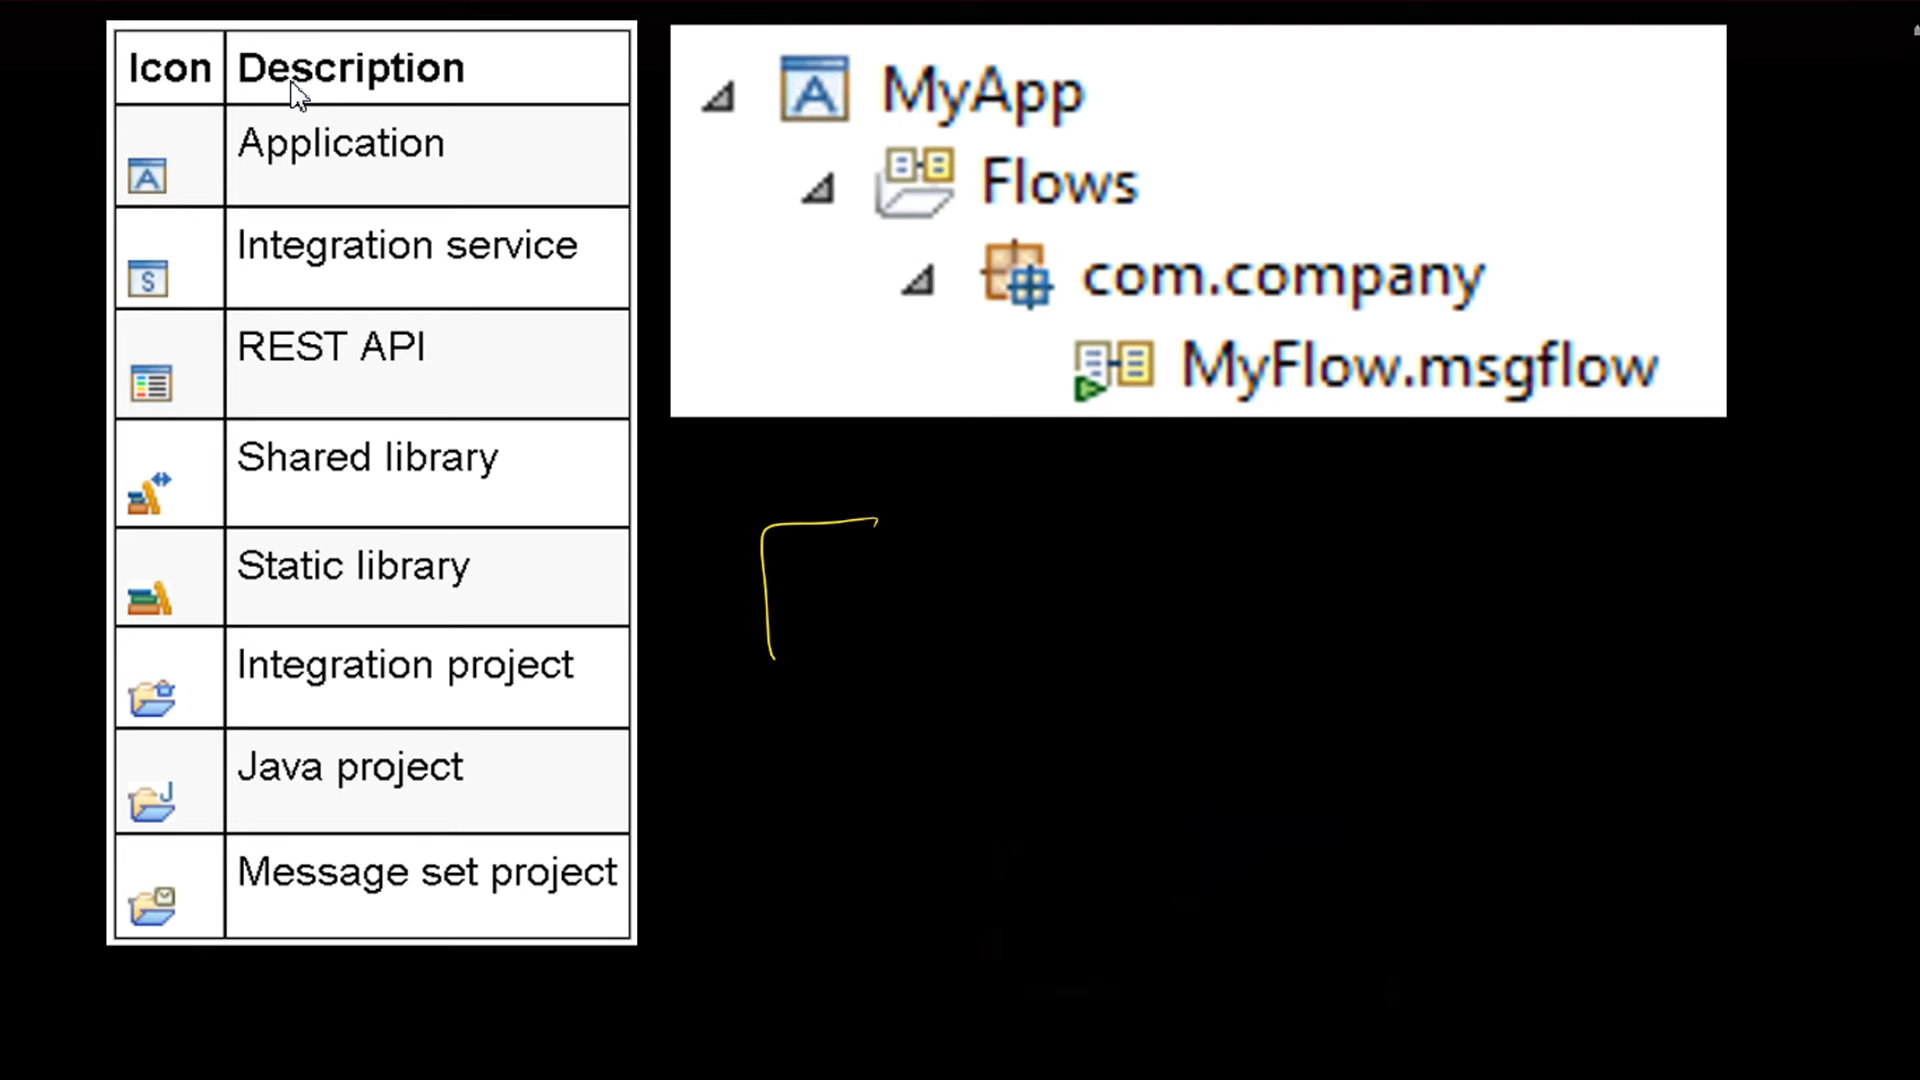 Icon Description
Application
Integration service
REST API
Shared library
Static library
Integration project
Java project
Message set project
MyApp
Flows
com.company
MyFlow.msgflow